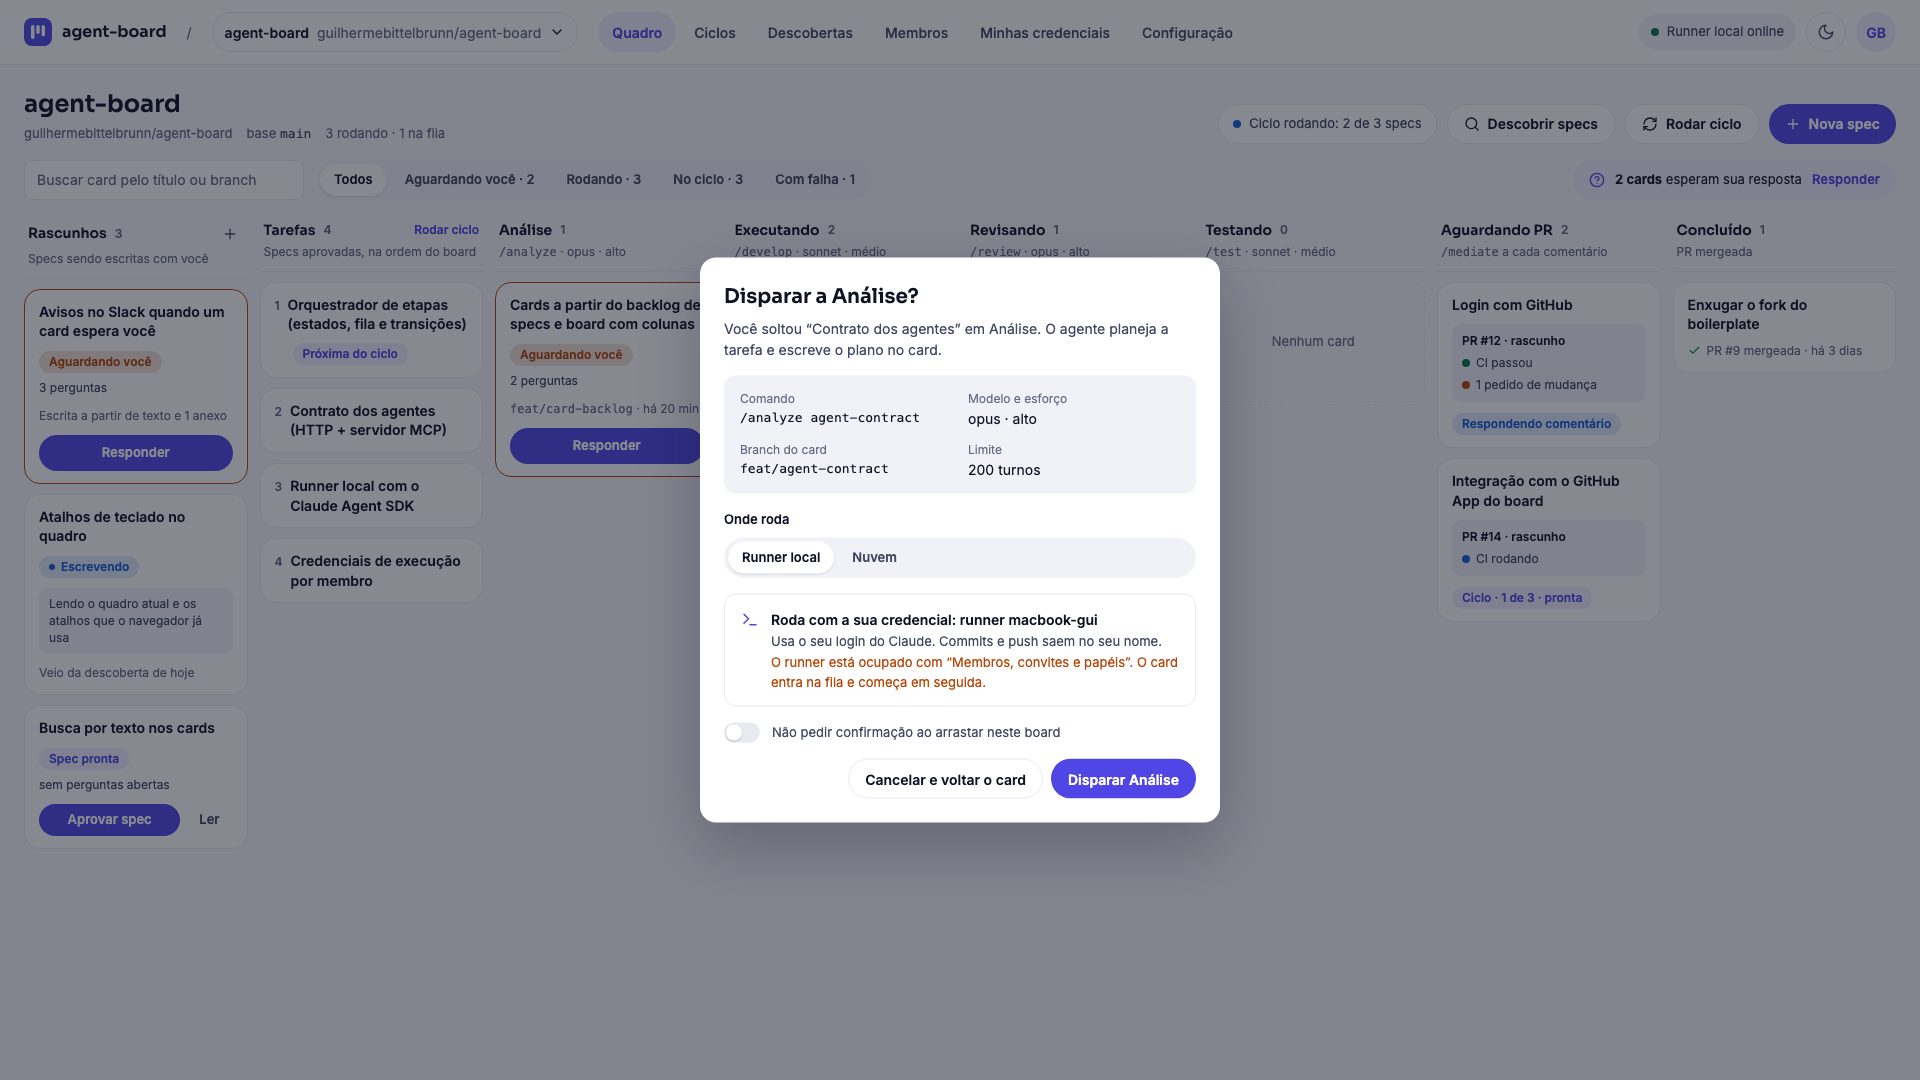 agent-board / agent-board guilhermebittelbrunn/agent-board Quadro Ciclos Descobertas Membros Minhas credenciais Configuração Runner local online GB
agent-board
guilhermebittelbrunn/agent-board base main 3 rodando · 1 na fila
Ciclo rodando: 2 de 3 specs Descobrir specs Rodar ciclo Nova spec
Buscar card pelo título ou branch Todos Aguardando você · 2 Rodando · 3 No ciclo · 3 Com falha · 1 2 cards esperam sua resposta Responder
Rascunhos 3
Specs sendo escritas com você
Avisos no Slack quando um
card espera você
Aguardando você
3 perguntas
Escrita a partir de texto e 1 anexo
Responder
Atalhos de teclado no
quadro
Escrevendo
Lendo o quadro atual e os
atalhos que o navegador já
usa
Veio da descoberta de hoje
Busca por texto nos cards
Spec pronta
sem perguntas abertas
Aprovar spec Ler
Tarefas 4 Rodar ciclo
Specs aprovadas, na ordem do board
1 Orquestrador de etapas
(estados, fila e transições)
Próxima do ciclo
2 Contrato dos agentes
(HTTP + servidor MCP)
3 Runner local com o
Claude Agent SDK
4 Credenciais de execução
por membro
Análise 1
/analyze · opus · alto
Cards a partir do backlog de
specs e board com colunas
Aguardando você
2 perguntas
feat/card-backlog · há 20 min
Responder
Executando 2
/develop · sonnet · médio
Revisando 1
/review · opus · alto
Testando 0
/test · sonnet · médio
Nenhum card
Aguardando PR 2
/mediate a cada comentário
Login com GitHub
PR #12 · rascunho
CI passou
1 pedido de mudança
Respondendo comentário
Integração com o GitHub
App do board
PR #14 · rascunho
CI rodando
Ciclo · 1 de 3 · pronta
Concluído 1
PR mergeada
Enxugar o fork do
boilerplate
PR #9 mergeada · há 3 dias
Disparar a Análise?
Você soltou “Contrato dos agentes” em Análise. O agente planeja a
tarefa e escreve o plano no card.
Comando Modelo e esforço
/analyze agent-contract opus · alto
Branch do card Limite
feat/agent-contract 200 turnos
Onde roda
Runner local Nuvem
Roda com a sua credencial: runner macbook-gui
Usa o seu login do Claude. Commits e push saem no seu nome.
O runner está ocupado com “Membros, convites e papéis”. O card
entra na fila e começa em seguida.
Não pedir confirmação ao arrastar neste board
Cancelar e voltar o card Disparar Análise